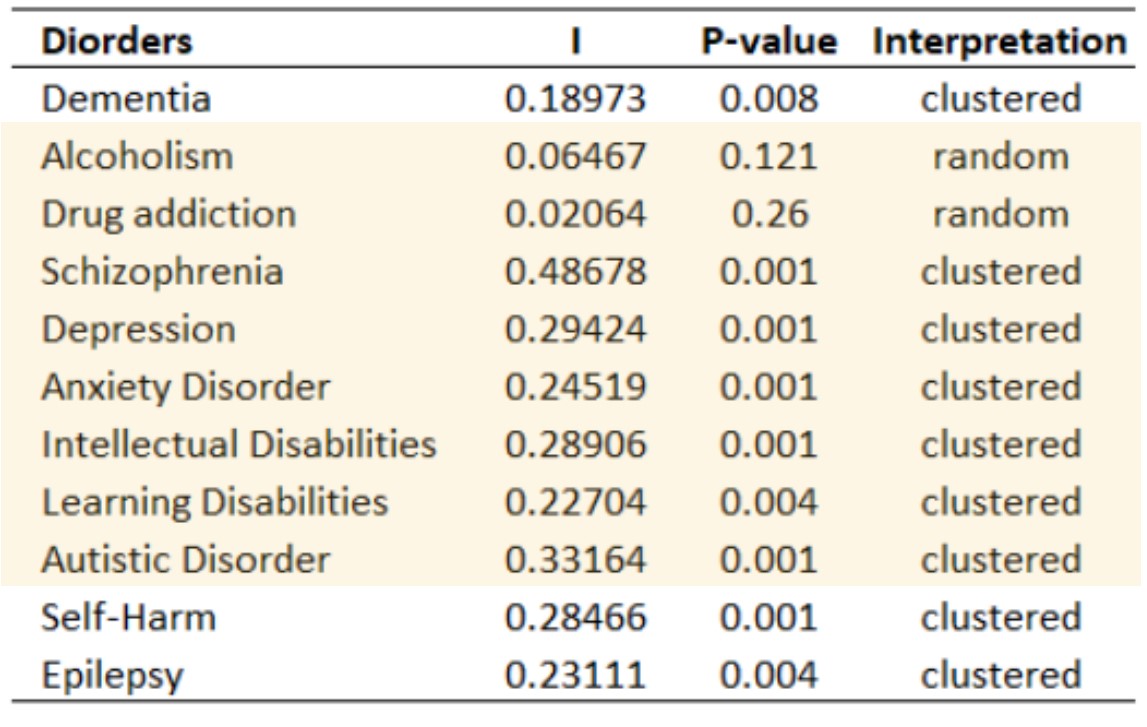 Diorders I P-value Interpretation
Dementia 0.18973 0.008 clustered
Alcoholism 0.06467 0.121 random
Drug addiction 0.02064 0.26 random
Schizophrenia 0.48678 0.001 clustered
Depression 0.29424 0.001 clustered
Anxiety Disorder 0.24519 0.001 clustered
Intellectual Disabilities 0.28906 0.001 clustered
Learning Disabilities 0.22704 0.004 clustered
Autistic Disorder 0.33164 0.001 clustered
Self-Harm 0.28466 0.001 clustered
Epilepsy 0.23111 0.004 clustered